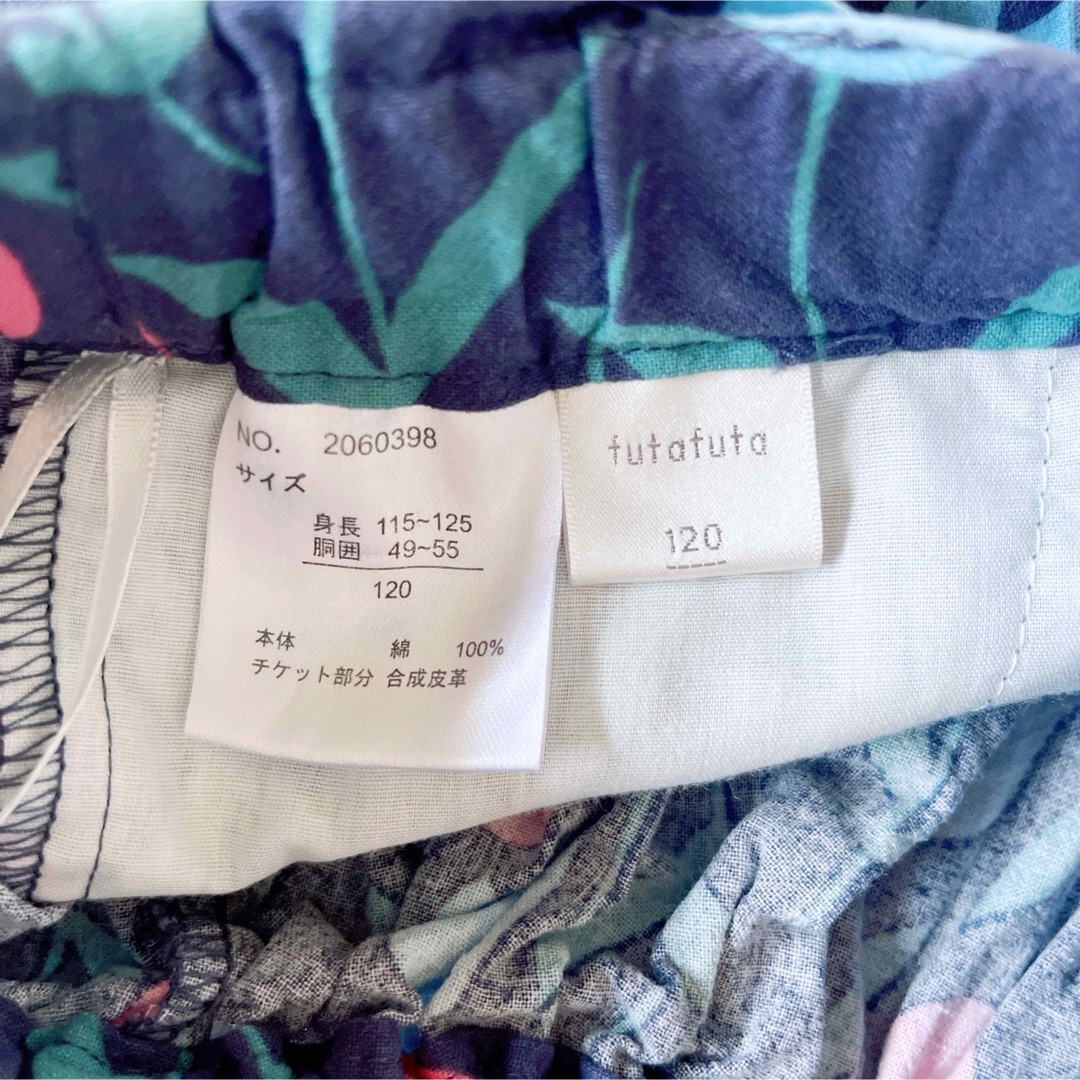 NO. 2060398
サイズ
身長 115~125
胴囲 49~55
120
本体 綿 100%
チケット部分 合成皮革
futafuta
120